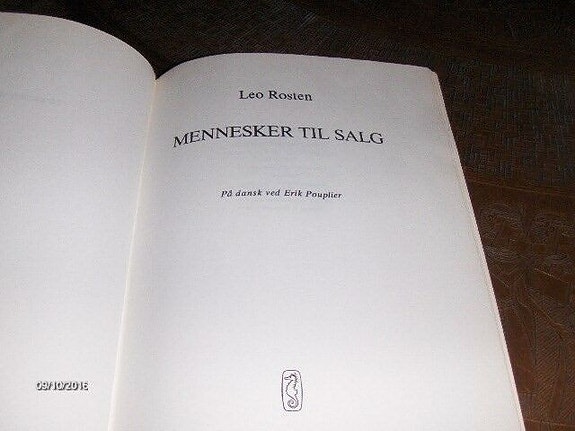 Leo Rosten
MENNESKER TIL SALG
På dansk ved Erik Pouplier
09/10/2016